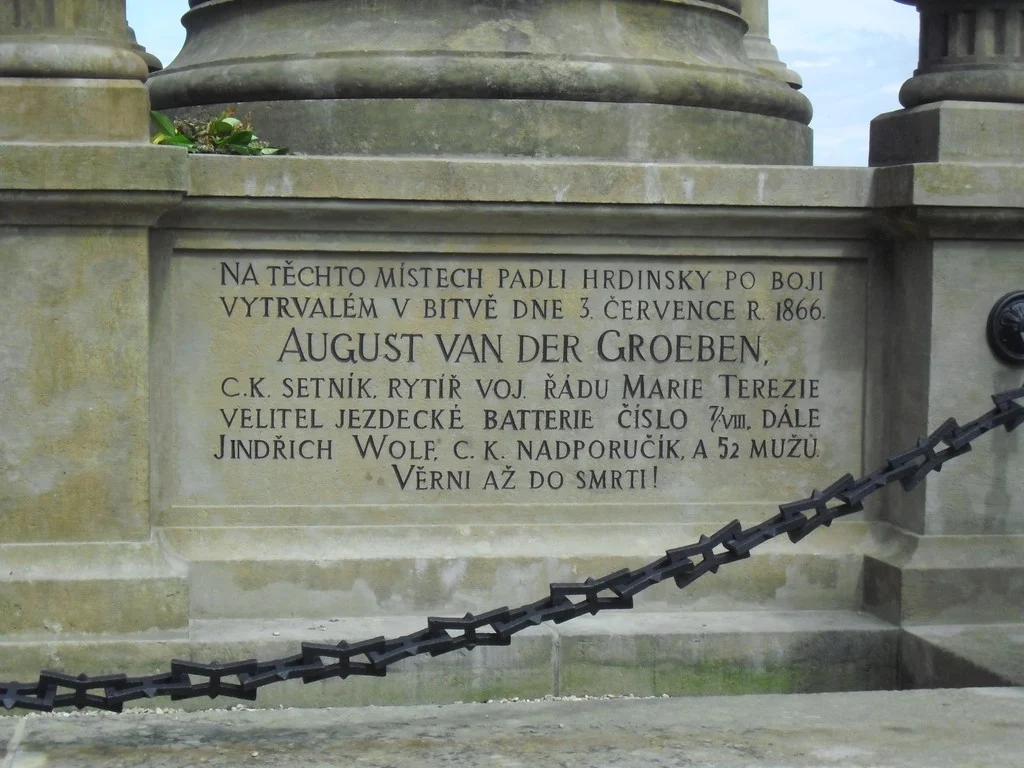 NA TĚCHTO MÍSTECH PADLI HRDINSKY PO BOJI
VYTRVALÉM V BITVĚ DNE 3. ČERVENCE R. 1866.
AUGUST VAN DER GROEBEN,
C.K. SETNÍK, RYTÍŘ VOJ. ŘÁDU MARIE TEREZIE
VELITEL JEZDECKÉ BATTERIE ČÍSLO 7/VIII, DÁLE
JINDŘICH WOLF, C. K. NADPORUČÍK, A 52 MUŽŮ.
VĚRNI AŽ DO SMRTI!